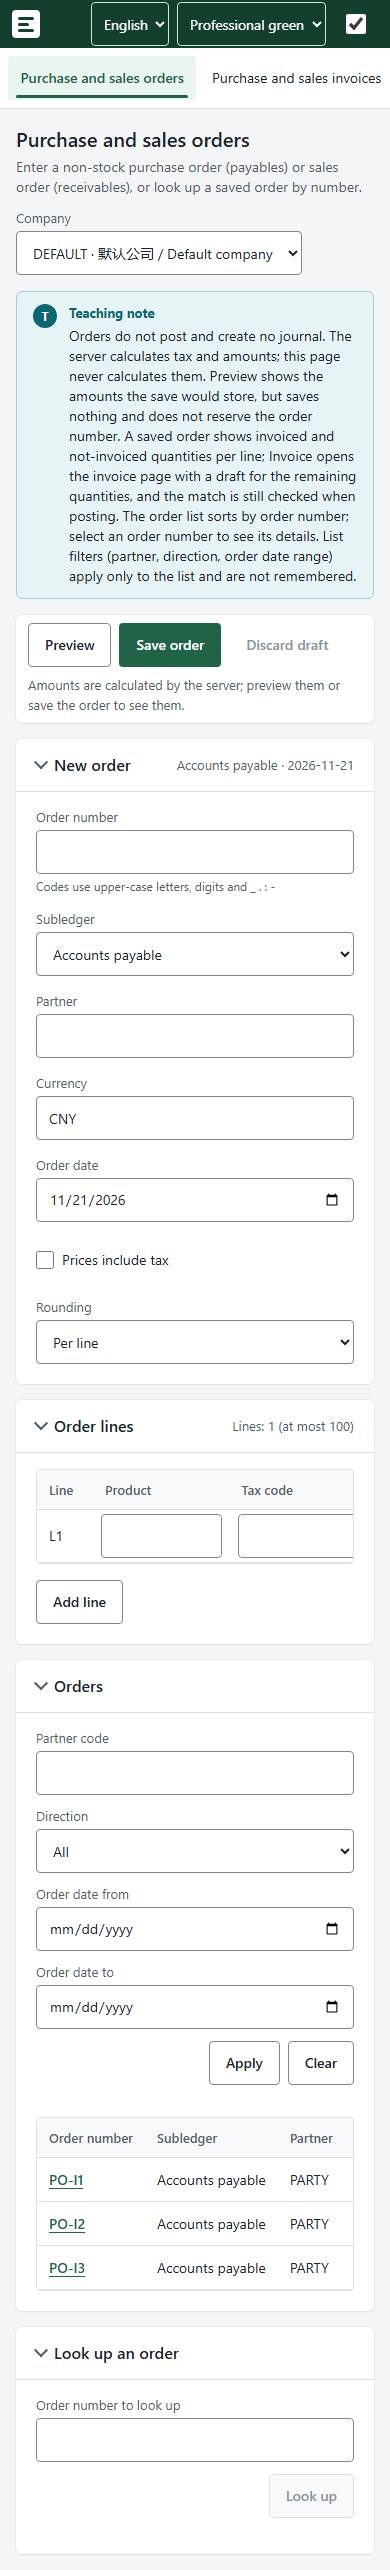 English
Professional green
Purchase and sales orders
Purchase and sales invoices
Purchase and sales orders
Enter a non-stock purchase order (payables) or sales
order (receivables), or look up a saved order by number.
Company
DEFAULT · 默认公司 / Default company
T
Teaching note
Orders do not post and create no journal. The
server calculates tax and amounts; this page
never calculates them. Preview shows the
amounts the save would store, but saves
nothing and does not reserve the order
number. A saved order shows invoiced and
not-invoiced quantities per line; Invoice opens
the invoice page with a draft for the remaining
quantities, and the match is still checked when
posting. The order list sorts by order number;
select an order number to see its details. List
filters (partner, direction, order date range)
apply only to the list and are not remembered.
Preview
Save order
Discard draft
Amounts are calculated by the server; preview them or
save the order to see them.
New order
Accounts payable · 2026-11-21
Order number
Codes use upper-case letters, digits and _ . : -
Subledger
Accounts payable
Partner
Currency
CNY
Order date
11/21/2026
Prices include tax
Rounding
Per line
Order lines
Lines: 1 (at most 100)
Line Product Tax code
L1
Add line
Orders
Partner code
Direction
All
Order date from
mm/dd/yyyy
Order date to
mm/dd/yyyy
Apply
Clear
Order number Subledger Partner
PO-I1 Accounts payable PARTY
PO-I2 Accounts payable PARTY
PO-I3 Accounts payable PARTY
Look up an order
Order number to look up
Look up